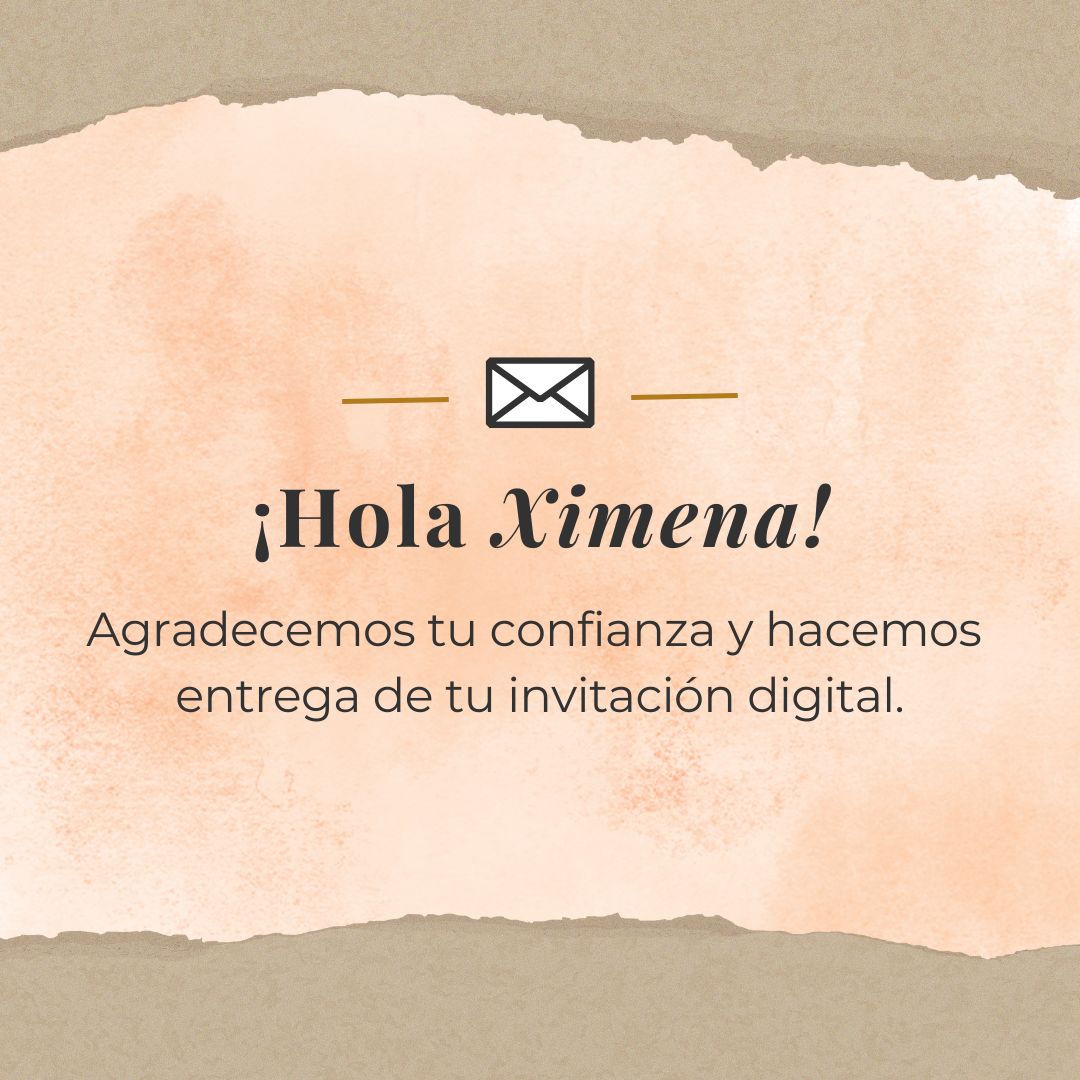 ¡Hola Ximena!
Agradecemos tu confianza y hacemos
entrega de tu invitación digital.